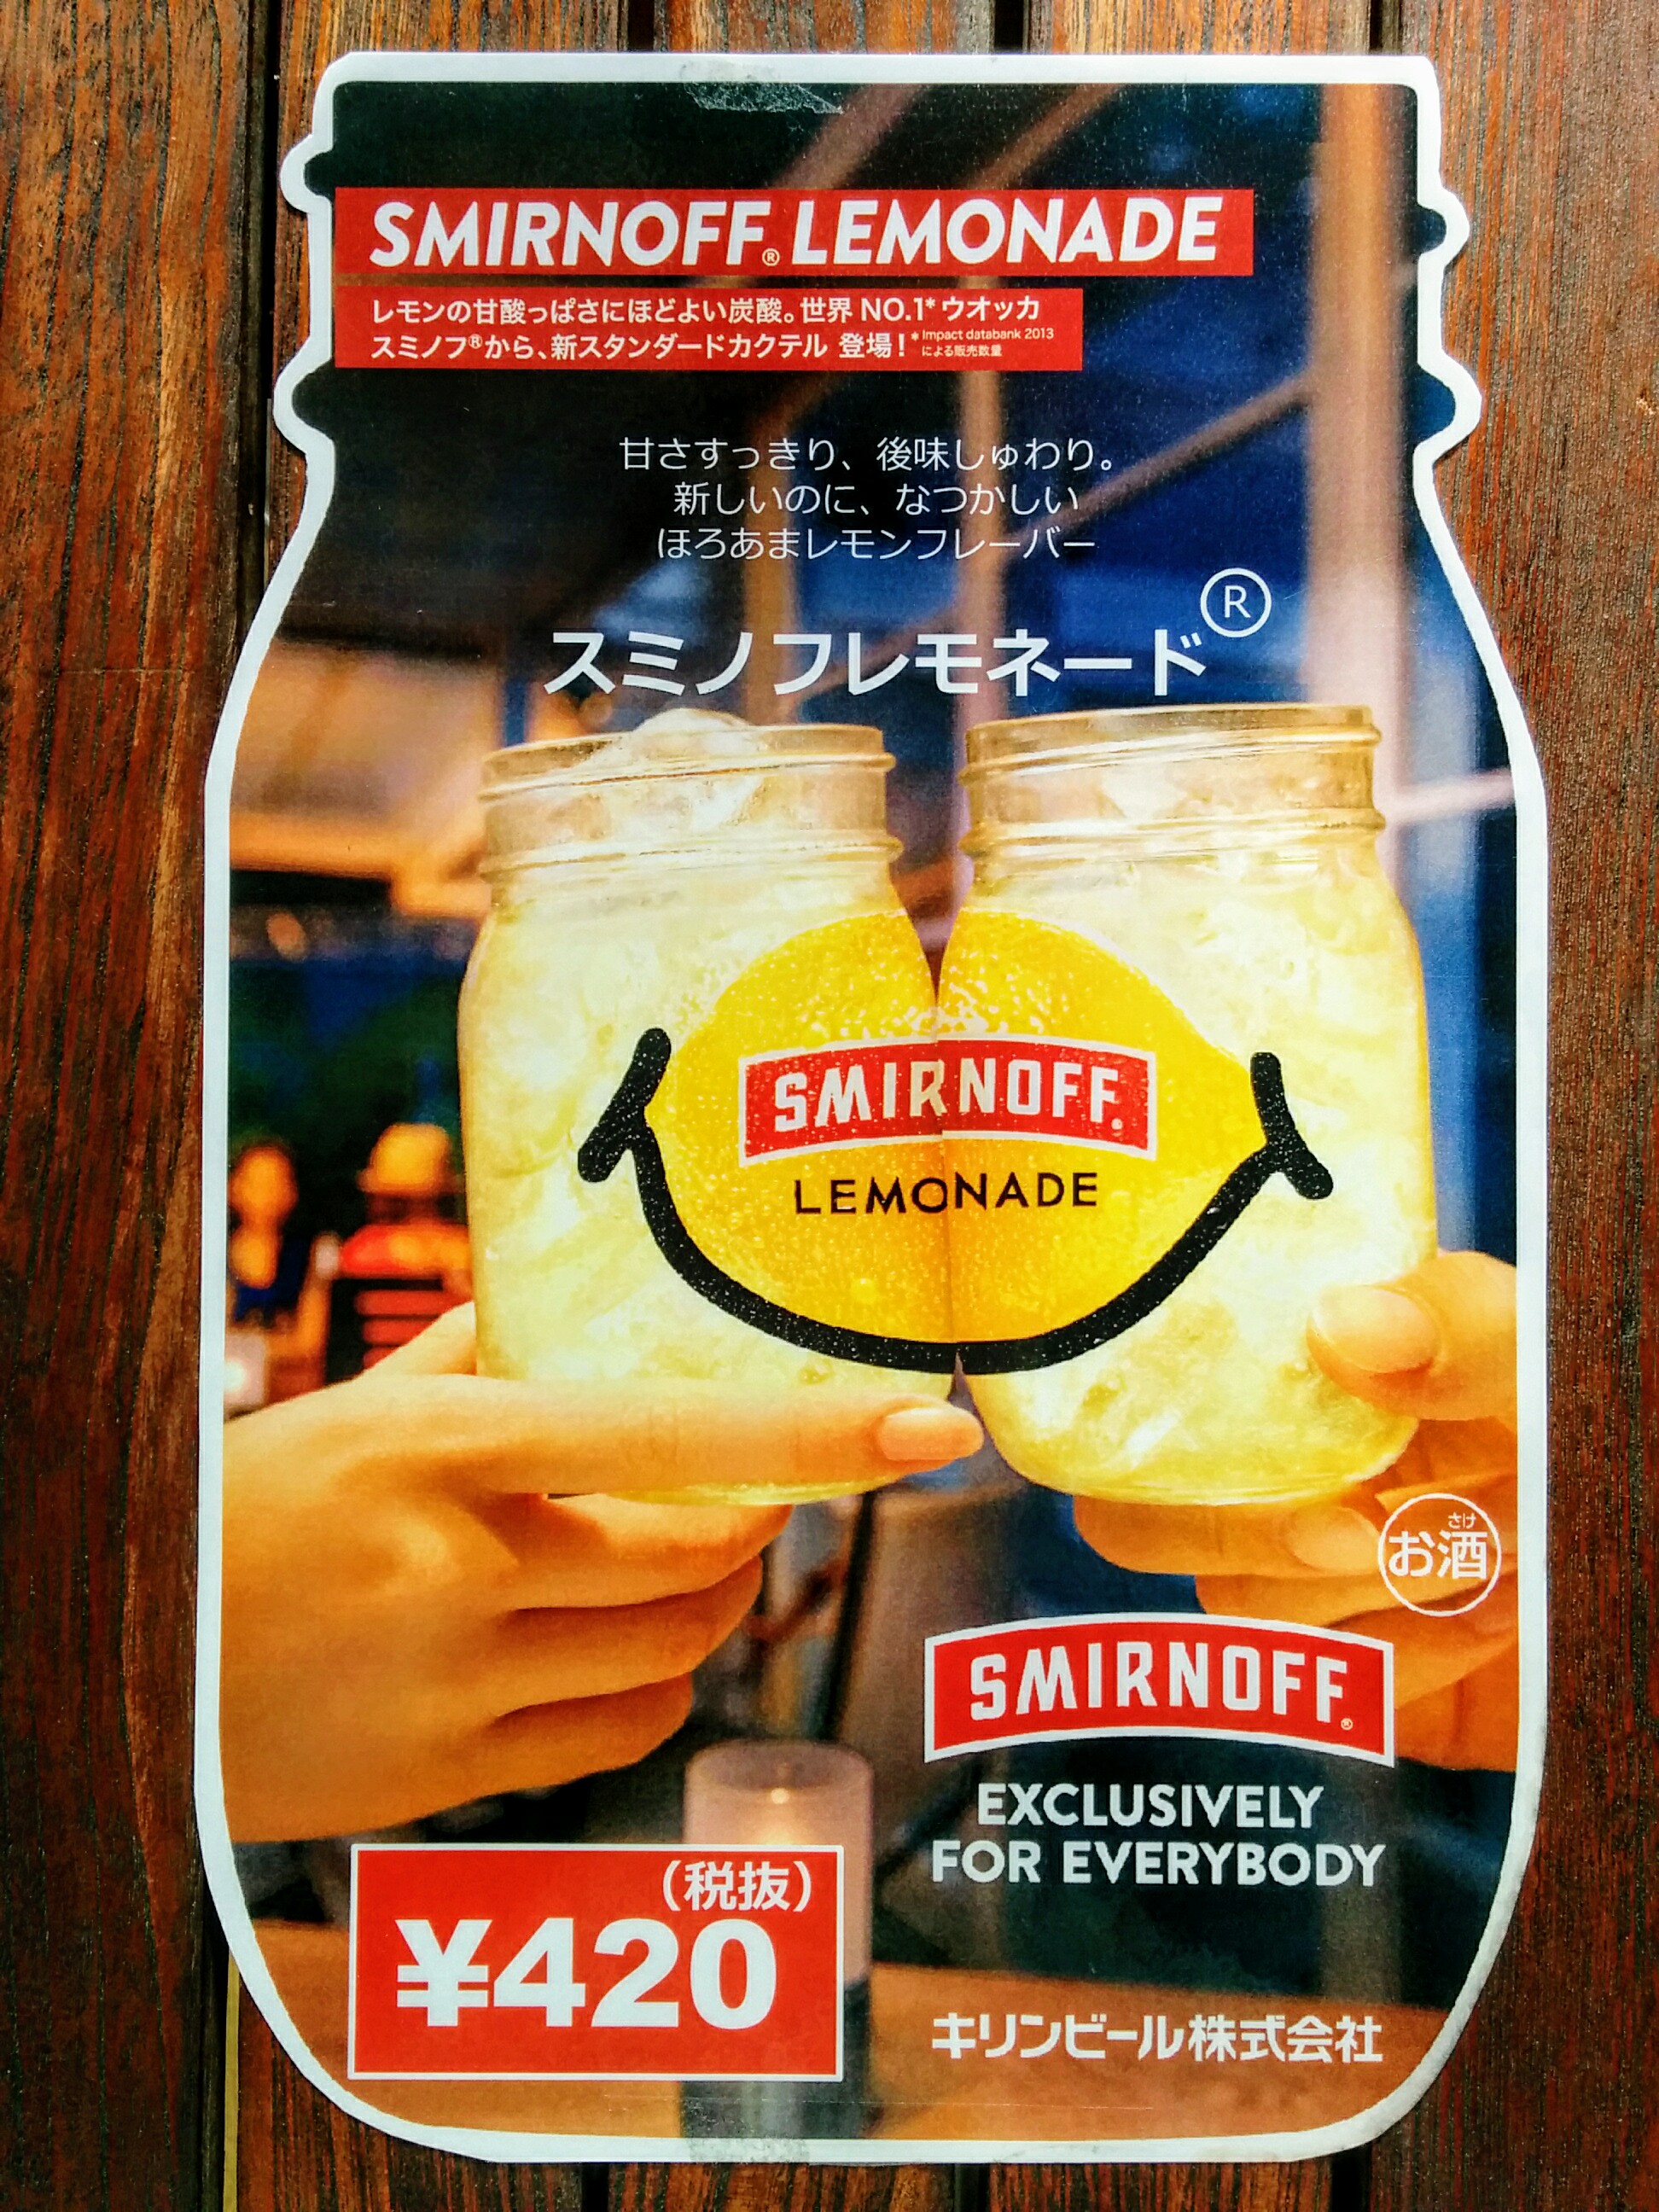 SMIRNOFF® LEMONADE
レモンの甘酸っぱさにほどよい炭酸。世界 NO.1* ウオッカ
スミノフ®から、新スタンダードカクテル 登場！
* Impact databank 2013
による販売数量
甘さすっきり、後味しゅわり。
新しいのに、なつかしい
ほろあまレモンフレーバー
スミノフレモネード®
SMIRNOFF.
LEMONADE
さけ
お酒
SMIRNOFF.®
EXCLUSIVELY
FOR EVERYBODY
（税抜）
¥420
キリンビール株式会社